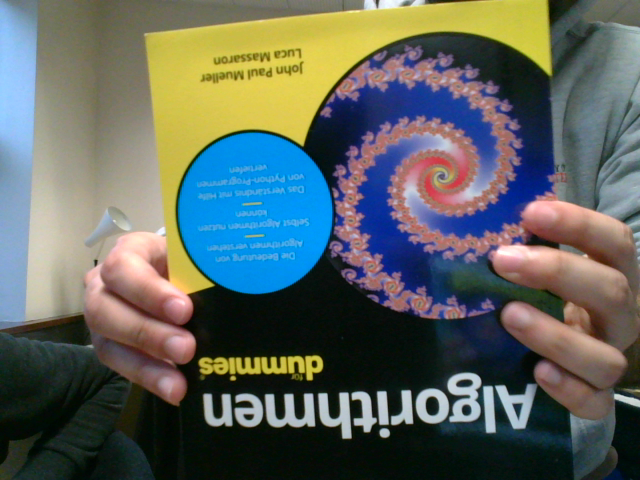 Algorithmen
für
dummies
Die Bedeutung von
Algorithmen verstehen
Selbst Algorithmen nutzen
können
Das Verständnis mit Hilfe
von Python-Programmen
vertiefen
John Paul Mueller
Luca Massaron